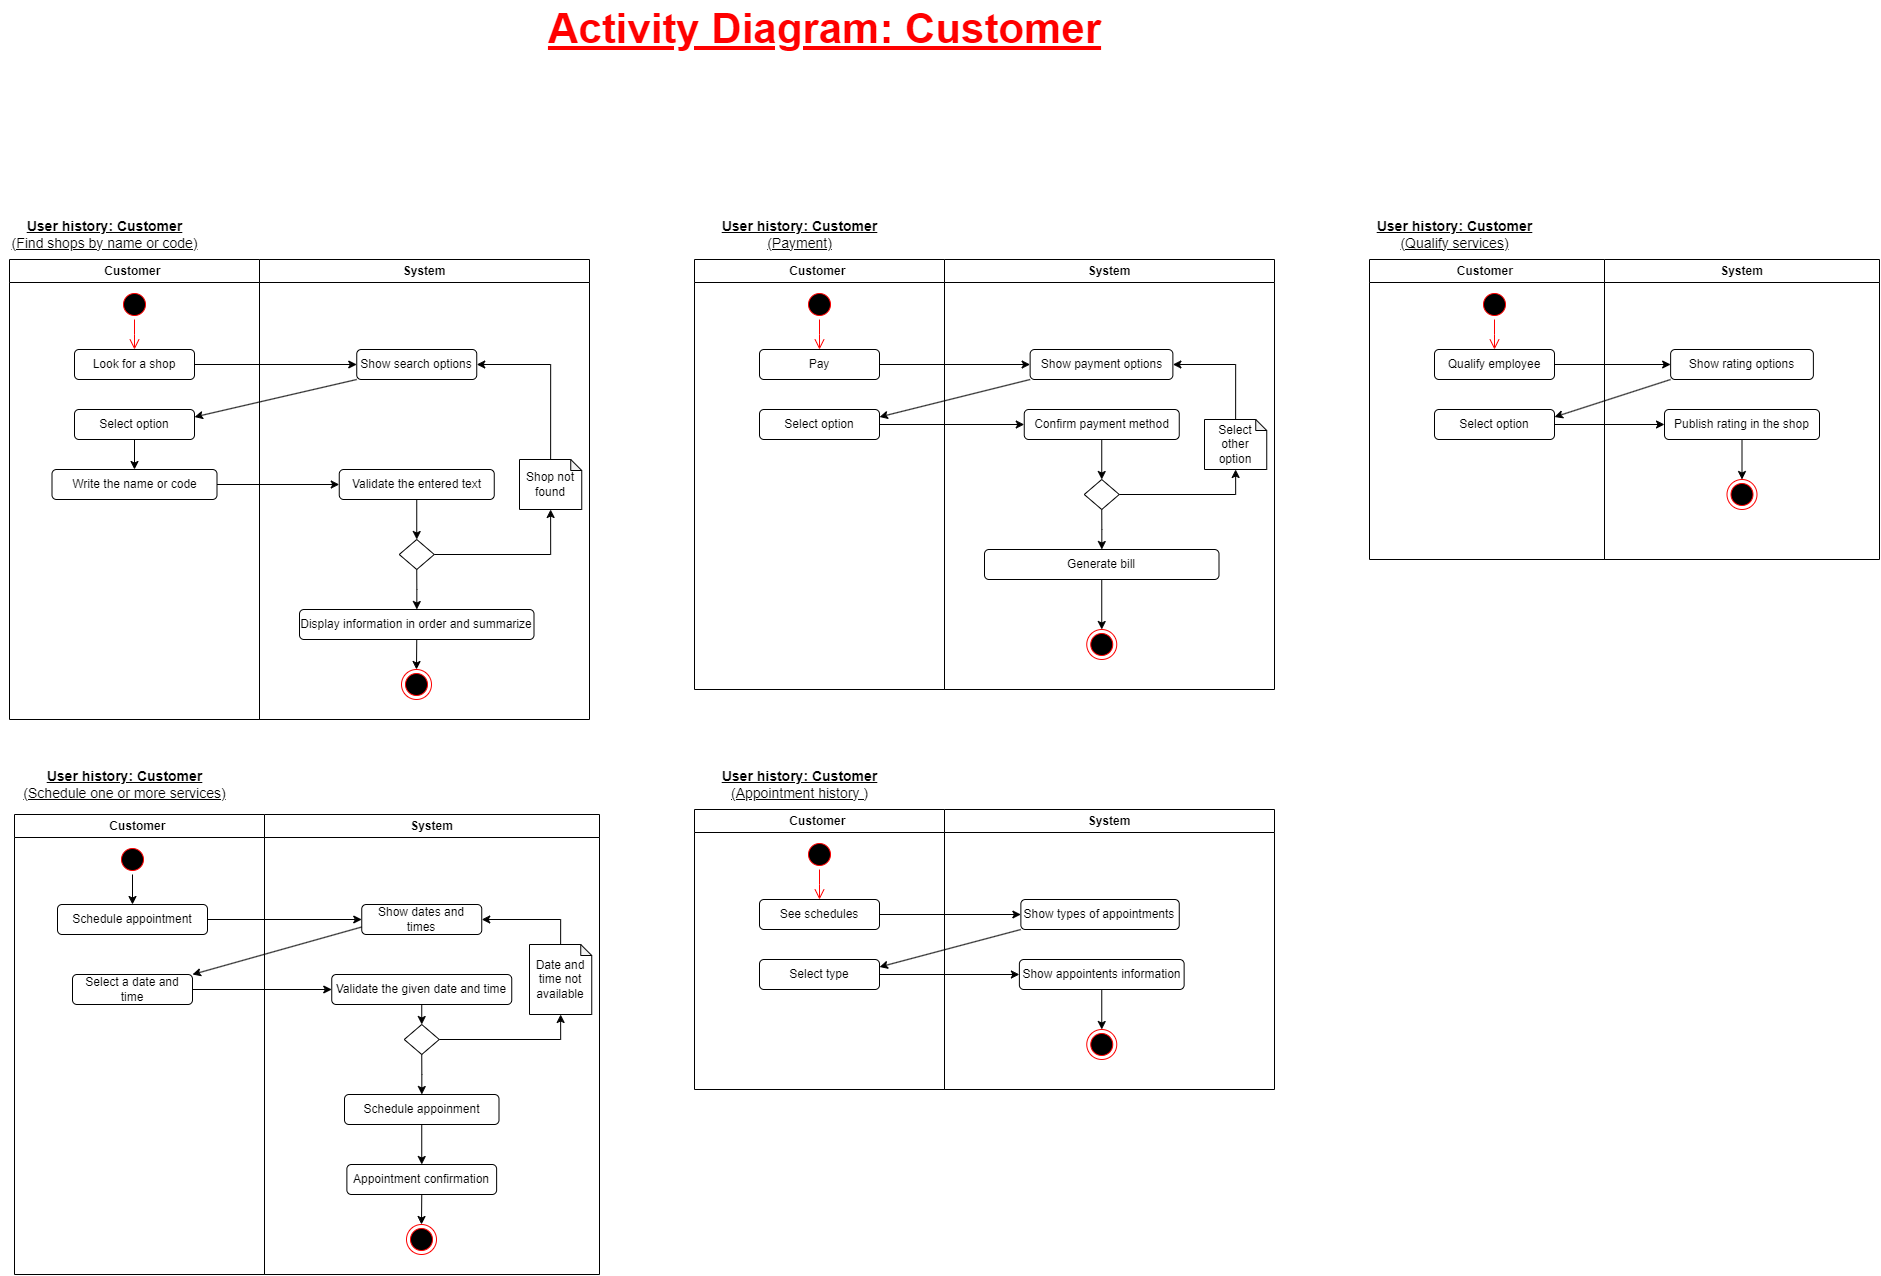 Activity Diagram: Customer
User history: Customer
(Find shops by name or code)
Customer
System
Look for a shop
Show search options
Select option
Write the name or code
Validate the entered text
Shop not
found
Display information in order and summarize
User history: Customer
(Payment)
Customer
System
Pay
Show payment options
Select option
Confirm payment method
Select
other
option
Generate bill
User history: Customer
(Qualify services)
Customer
System
Qualify employee
Show rating options
Select option
Publish rating in the shop
User history: Customer
(Schedule one or more services)
Customer
System
Schedule appointment
Show dates and
times
Select a date and
time
Validate the given date and time
Date and
time not
available
Schedule appoinment
Appointment confirmation
User history: Customer
(Appointment history )
Customer
System
See schedules
Show types of appointments
Select type
Show appointents information